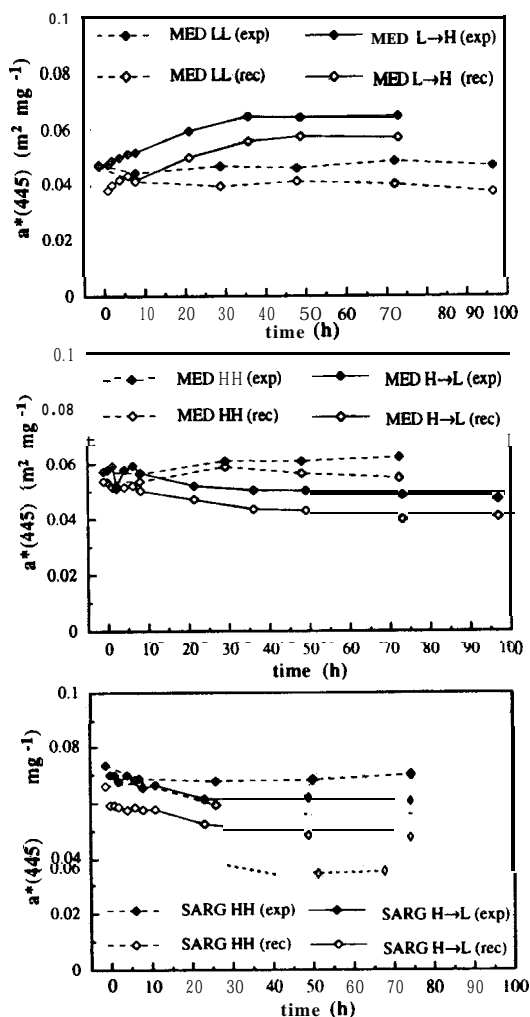 0.1
MED LL (exp) MED L→H (exp)
MED LL (rec) MED L→H (rec)
0.08
0.06
0.04
0.02
0
a*(445) (m² mg⁻¹)
0 10 20 30 40 50 60 70 80 90 100
time (h)
0.1
MED HH (exp) MED H→L (exp)
MED HH (rec) MED H→L (rec)
0.08
0.06
0.04
0.02
0
a*(445) (m² mg⁻¹)
0 10 20 30 40 50 60 70 80 90 100
time (h)
0.1
0.08
0.04
0.06
0.02
0
a*(445) mg⁻¹)
SARG HH (exp) SARG H→L (exp)
SARG HH (rec) SARG H→L (rec)
0 10 20 30 40 50 60 70 80 90 100
time (h)